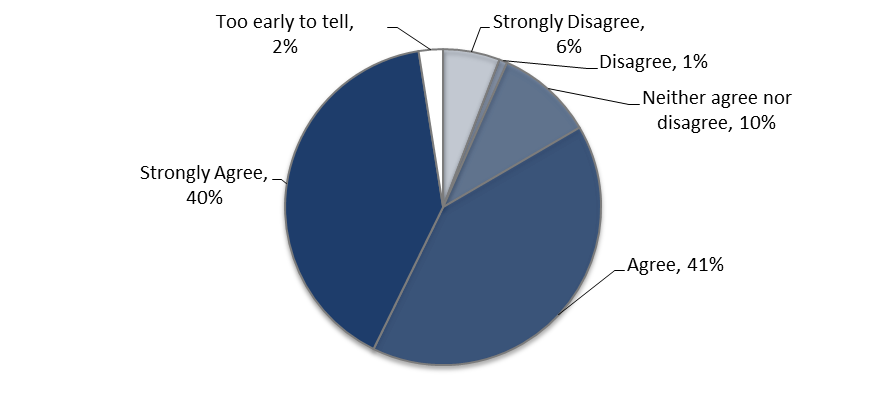 Too early to tell,
2%
Strongly Disagree,
6%
Disagree, 1%
Neither agree nor
disagree, 10%
Strongly Agree,
40%
Agree, 41%